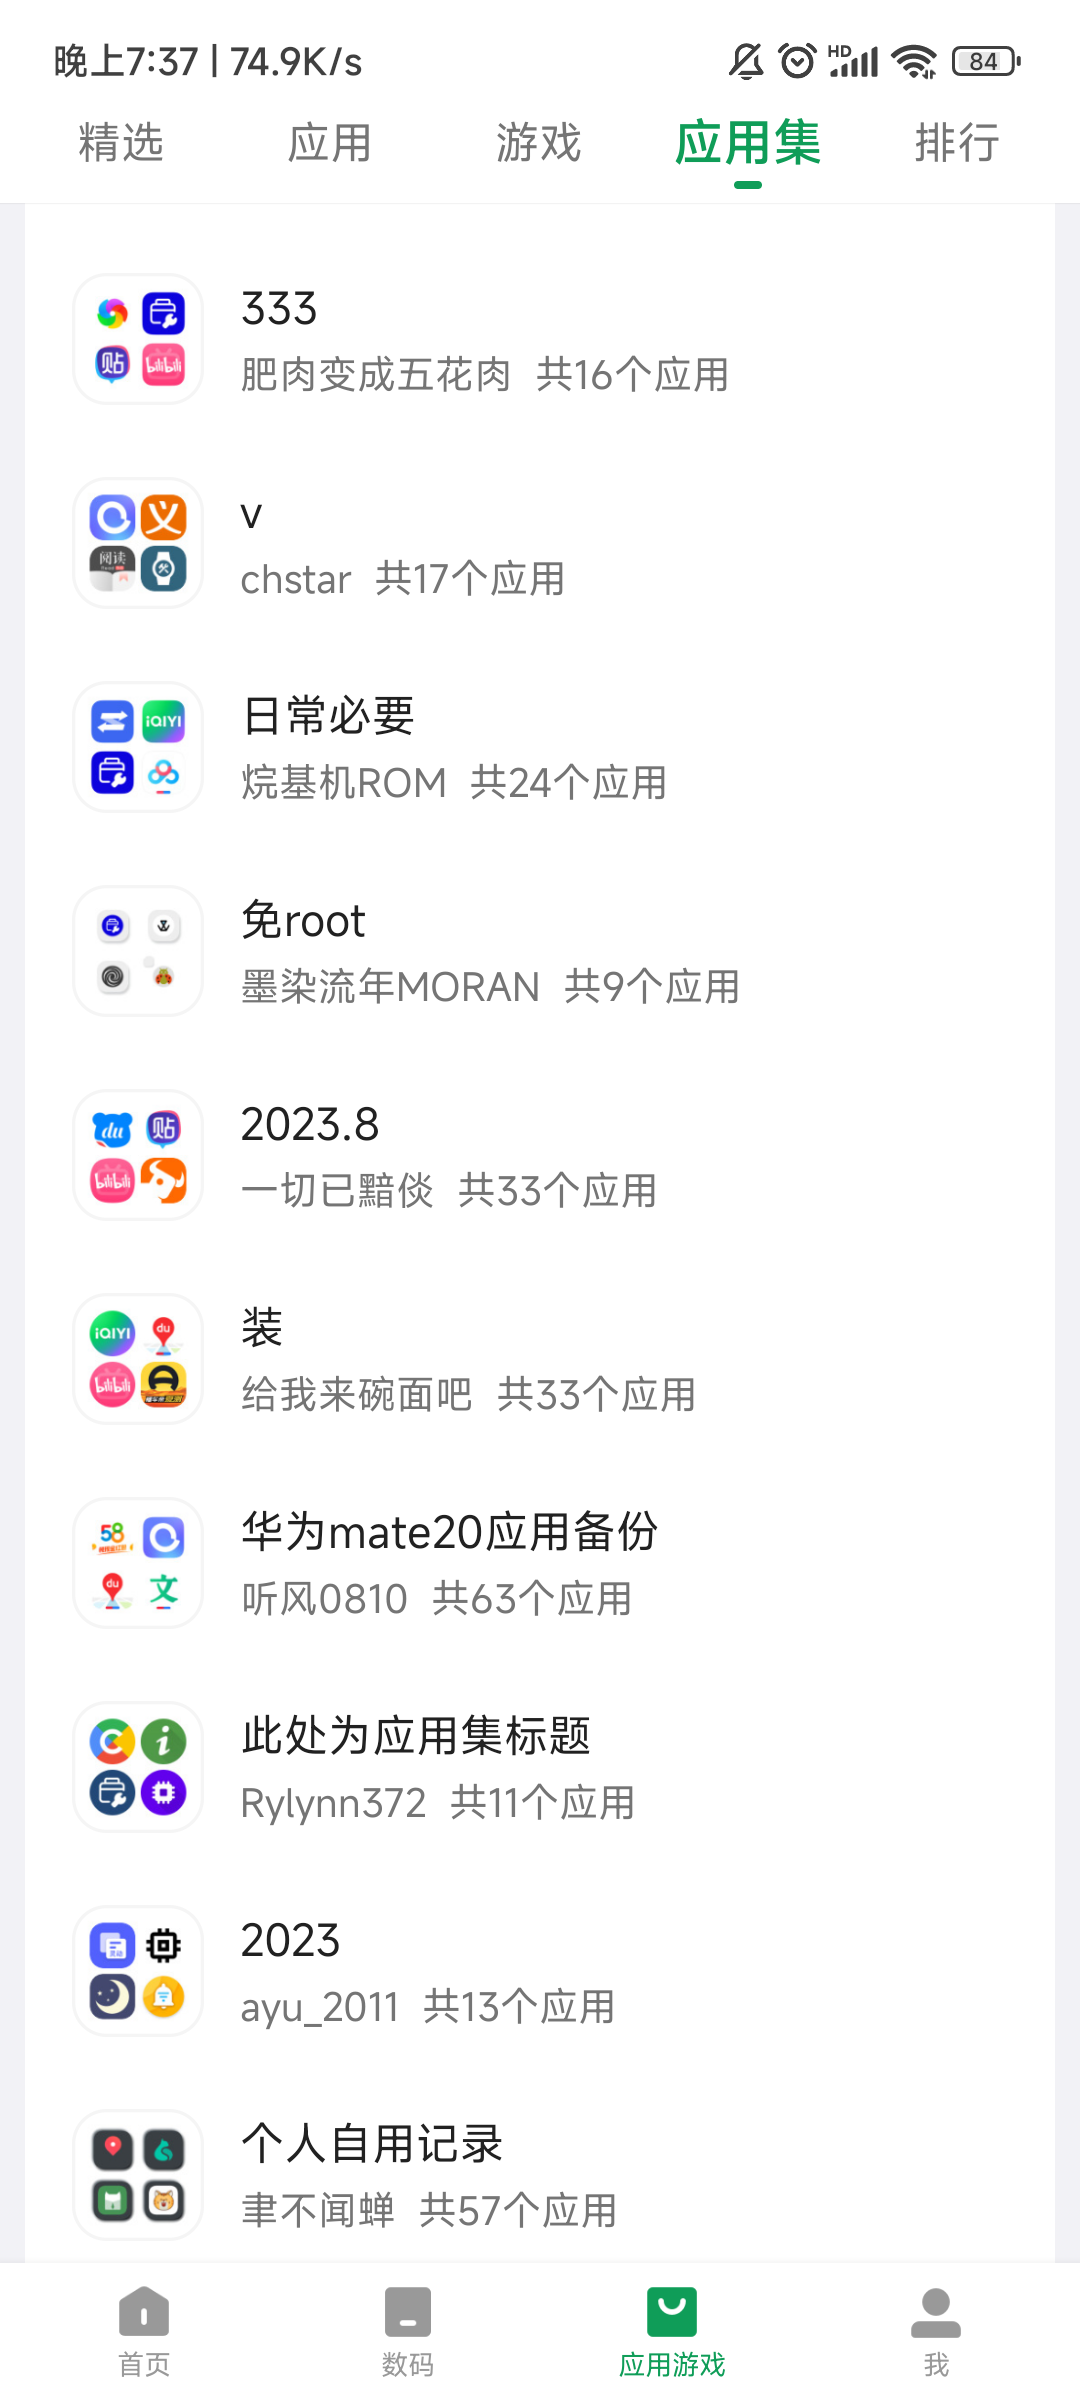 晚上7:37 | 74.9K/s
HD
84
精选
应用
游戏
应用集
排行
333
肥肉变成五花肉 共16个应用
v
chstar 共17个应用
日常必要
烷基机ROM 共24个应用
免root
墨染流年MORAN 共9个应用
2023.8
一切已黯倓 共33个应用
装
给我来碗面吧 共33个应用
华为mate20应用备份
听风0810 共63个应用
此处为应用集标题
Rylynn372 共11个应用
2023
ayu_2011 共13个应用
个人自用记录
聿不闻蝉 共57个应用
首页
数码
应用游戏
我